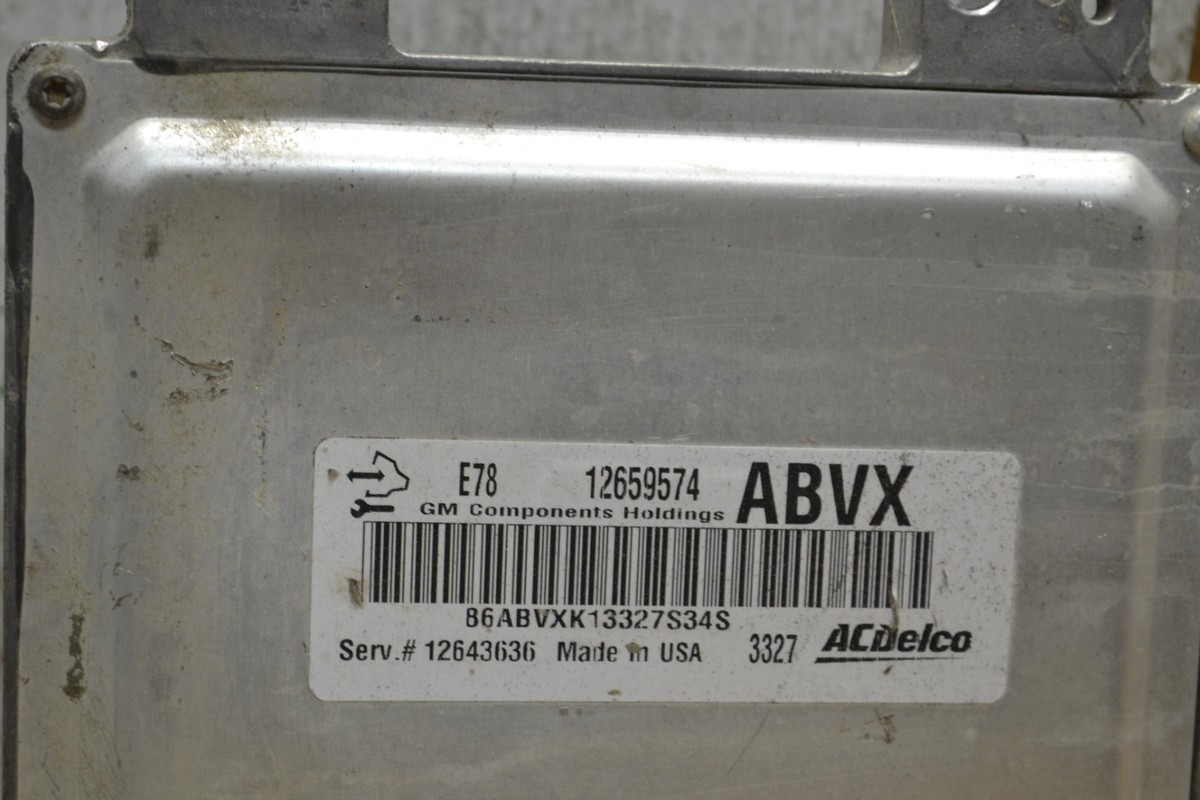 E78 12659574 ABVX
GM Components Holdings
86ABVXK13327S34S
Serv.# 12643636 Made in USA 3327 ACDelco